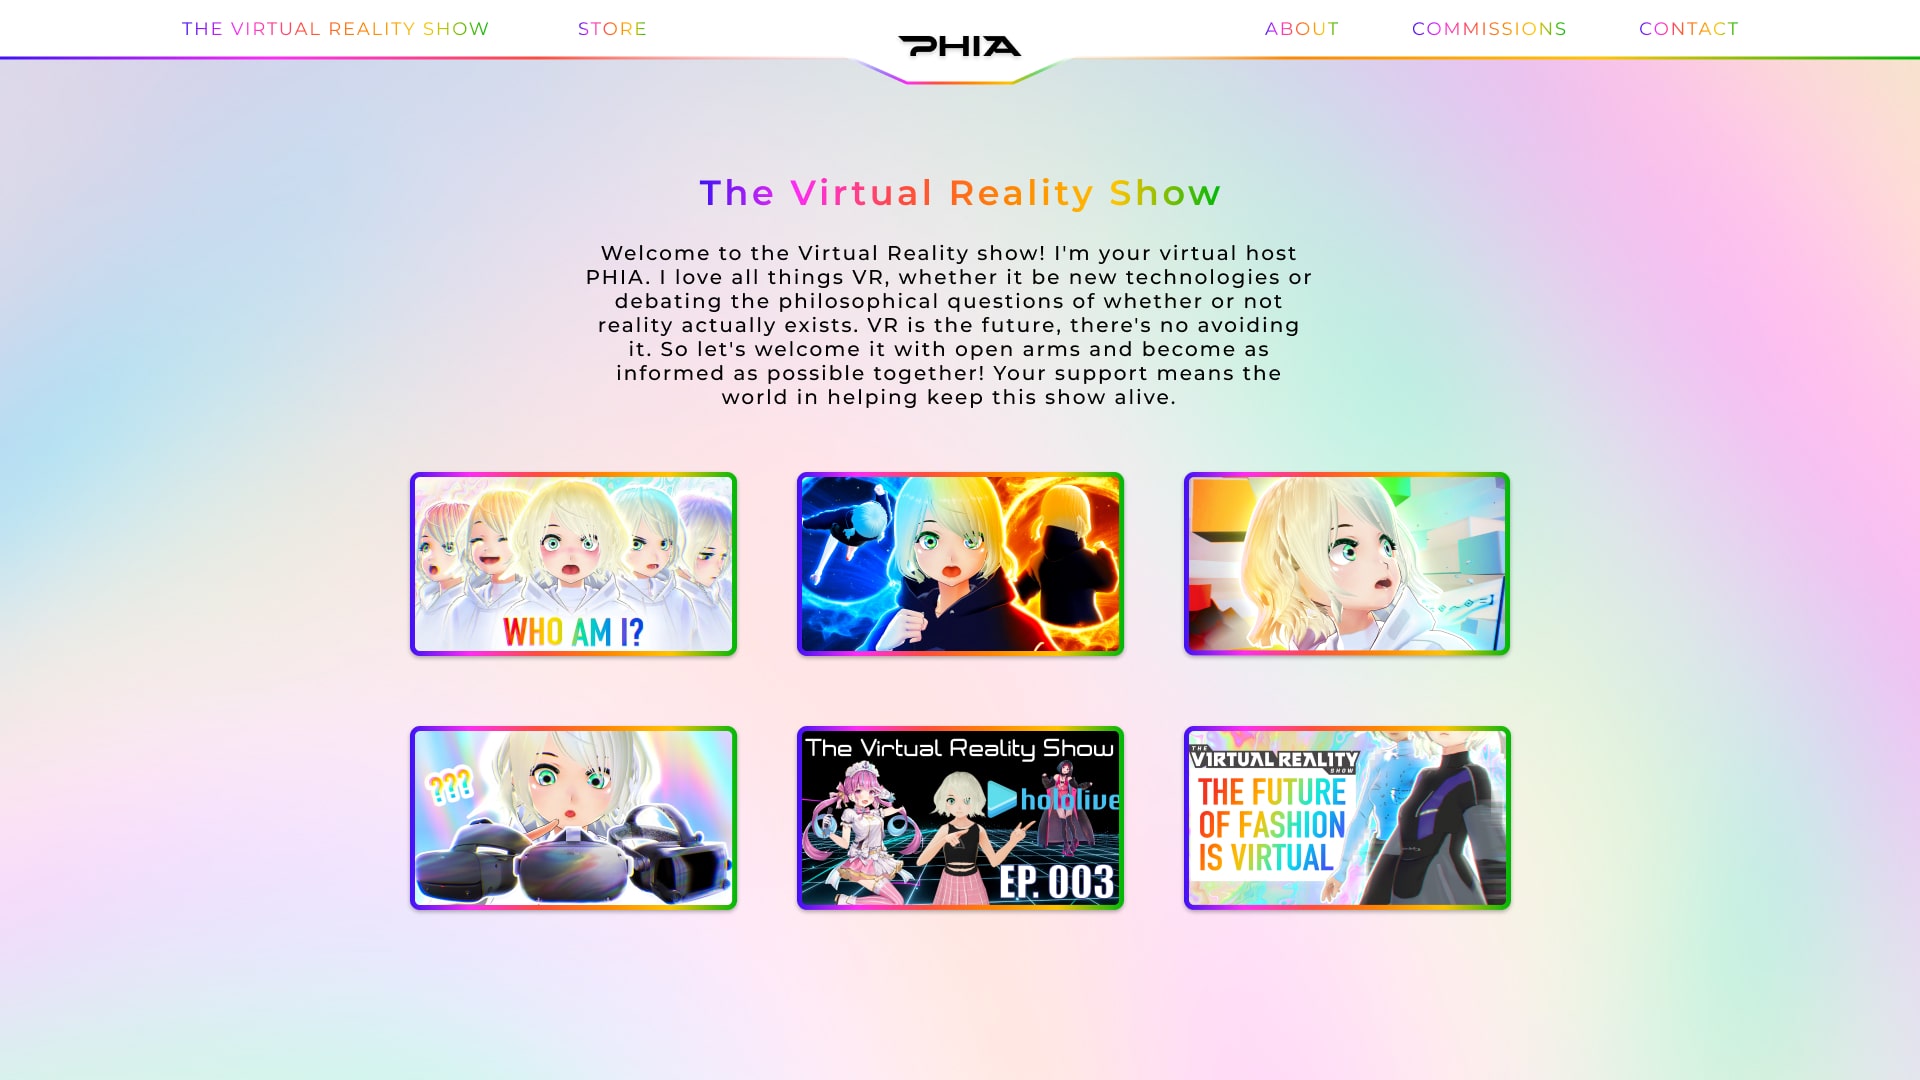 THE VIRTUAL REALITY SHOW
STORE
PHIA
ABOUT
COMMISSIONS
CONTACT
The Virtual Reality Show
Welcome to the Virtual Reality show! I'm your virtual host
PHIA. I love all things VR, whether it be new technologies or
debating the philosophical questions of whether or not
reality actually exists. VR is the future, there's no avoiding
it. So let's welcome it with open arms and become as
informed as possible together! Your support means the
world in helping keep this show alive.
WHO AM I?
???
The Virtual Reality Show
hololive
EP. 003
THE
VIRTUAL REALITY
SHOW
THE FUTURE
OF FASHION
IS VIRTUAL